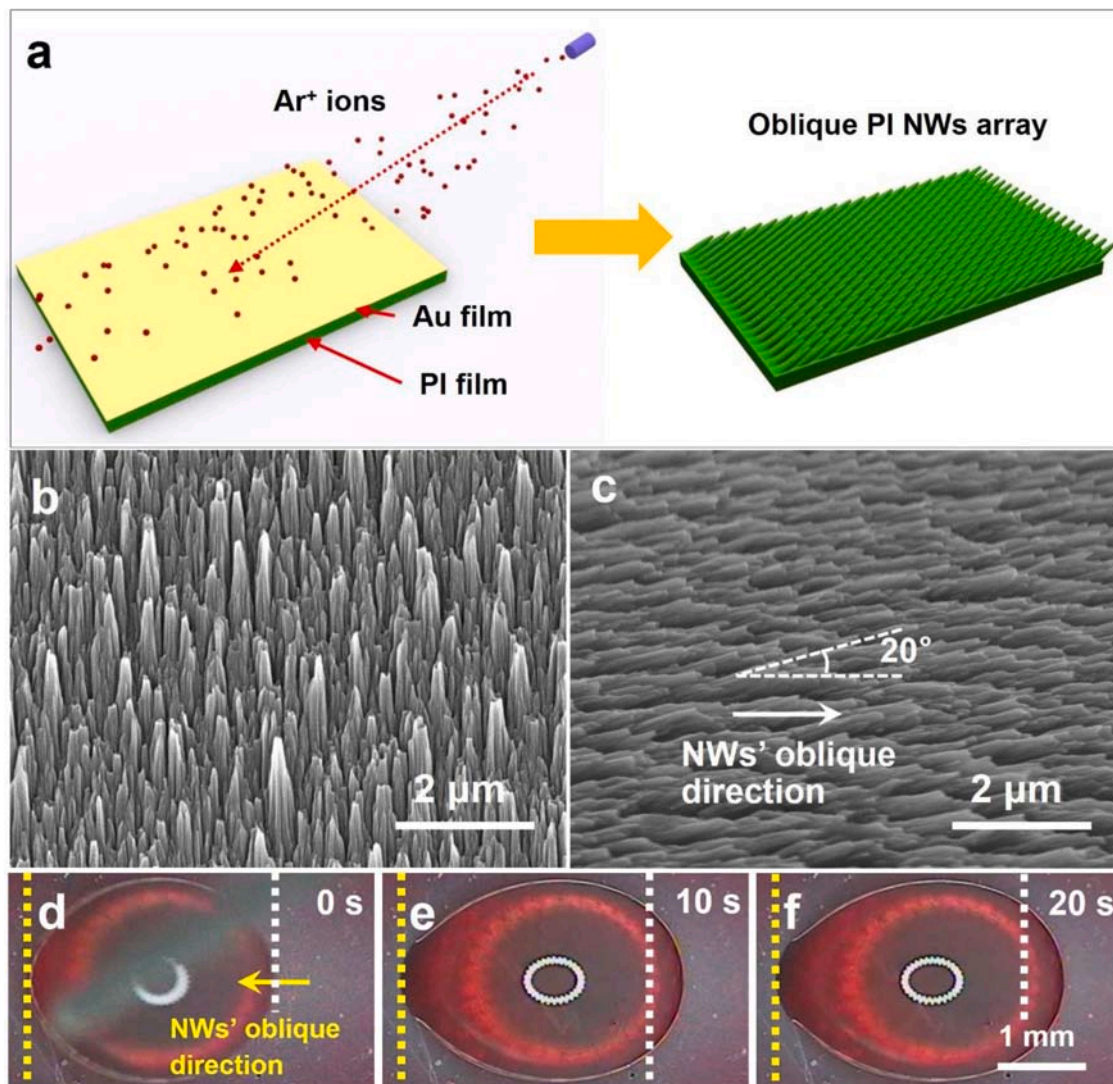 a
Ar⁺ ions
Oblique PI NWs array
Au film
PI film
b
2 μm
c
20°
NWs' oblique
direction
2 μm
d
0 s
NWs' oblique
direction
e
10 s
f
20 s
1 mm